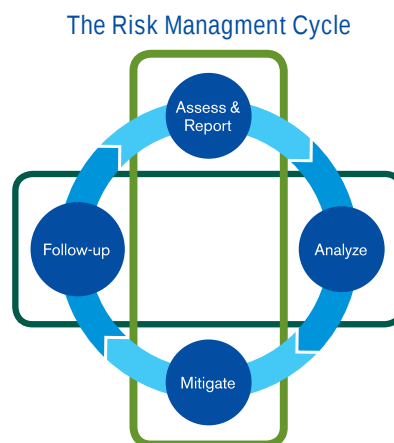 The Risk Managment Cycle
Assess &
Report
Follow-up
Analyze
Mitigate